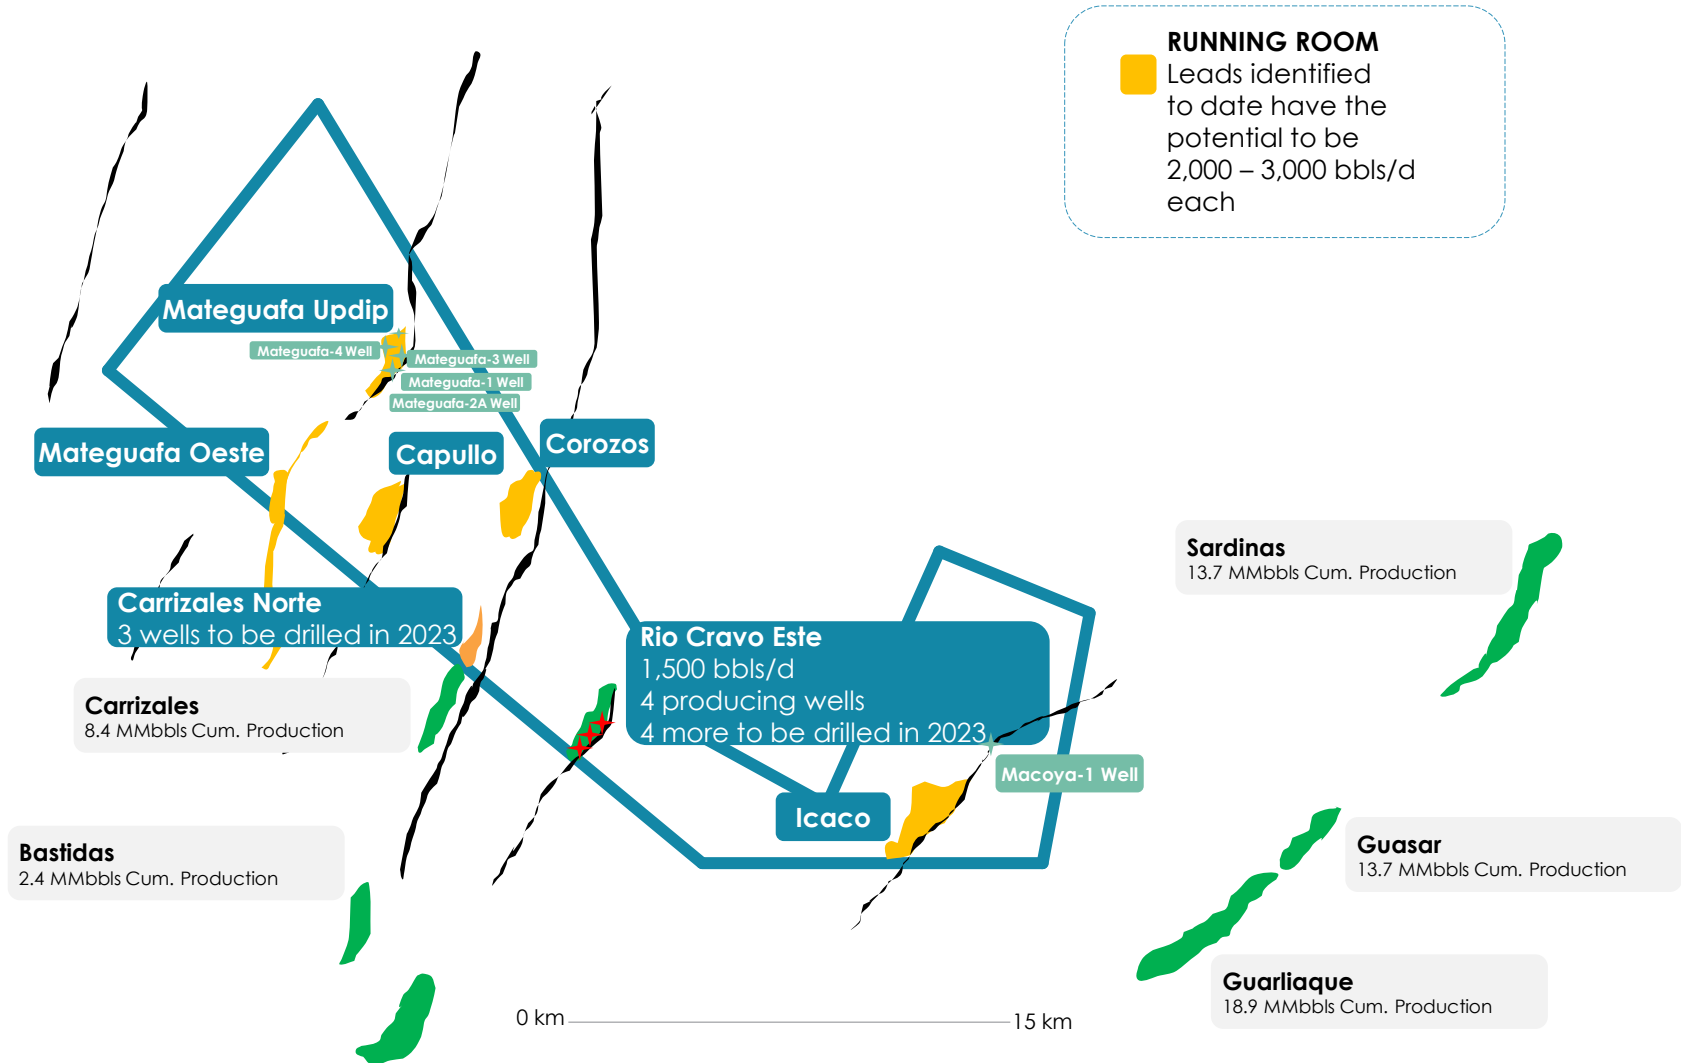 RUNNING ROOM
Leads identified
to date have the
potential to be
2,000 – 3,000 bbls/d
each
Mateguafa Updip
Mateguafa-4 Well
Mateguafa-3 Well
Mateguafa-1 Well
Mateguafa-2A Well
Mateguafa Oeste
Capullo
Corozos
Sardinas
13.7 MMbbls Cum. Production
Carrizales Norte
3 wells to be drilled in 2023
Rio Cravo Este
1,500 bbls/d
4 producing wells
4 more to be drilled in 2023
Carrizales
8.4 MMbbls Cum. Production
Macoya-1 Well
Icaco
Bastidas
2.4 MMbbls Cum. Production
Guasar
13.7 MMbbls Cum. Production
Guarliaque
18.9 MMbbls Cum. Production
0 km
15 km